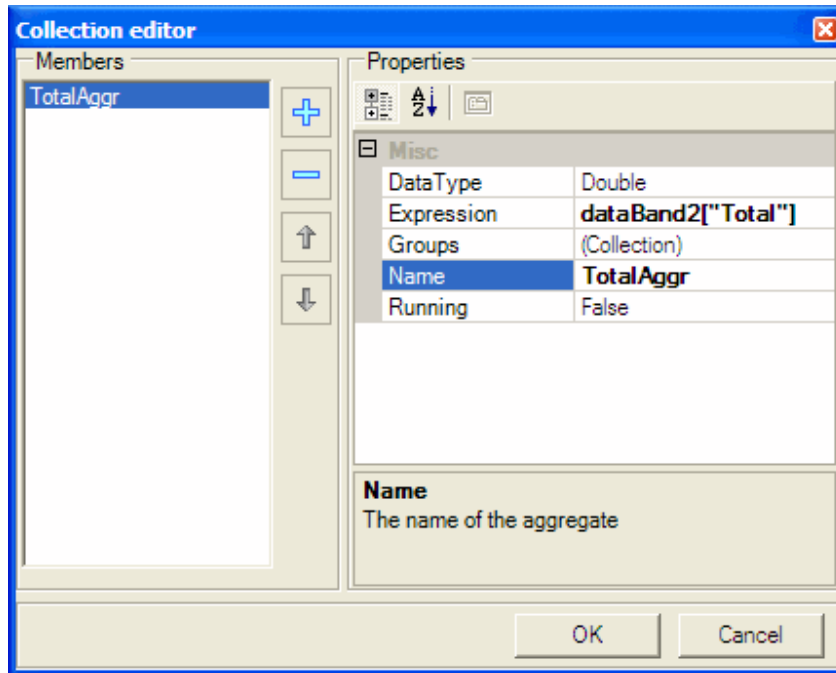 Collection editor
Members
TotalAggr
Properties
Misc
DataType Double
Expression dataBand2["Total"]
Groups (Collection)
Name TotalAggr
Running False
Name
The name of the aggregate
OK Cancel